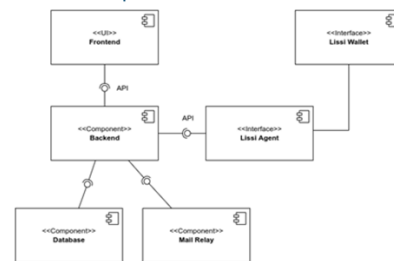 <<UI>>
Frontend
<<Interface>>
Lissi Wallet
API
<<Component>>
Backend
API
<<Interface>>
Lissi Agent
<<Component>>
Database
<<Component>>
Mail Relay